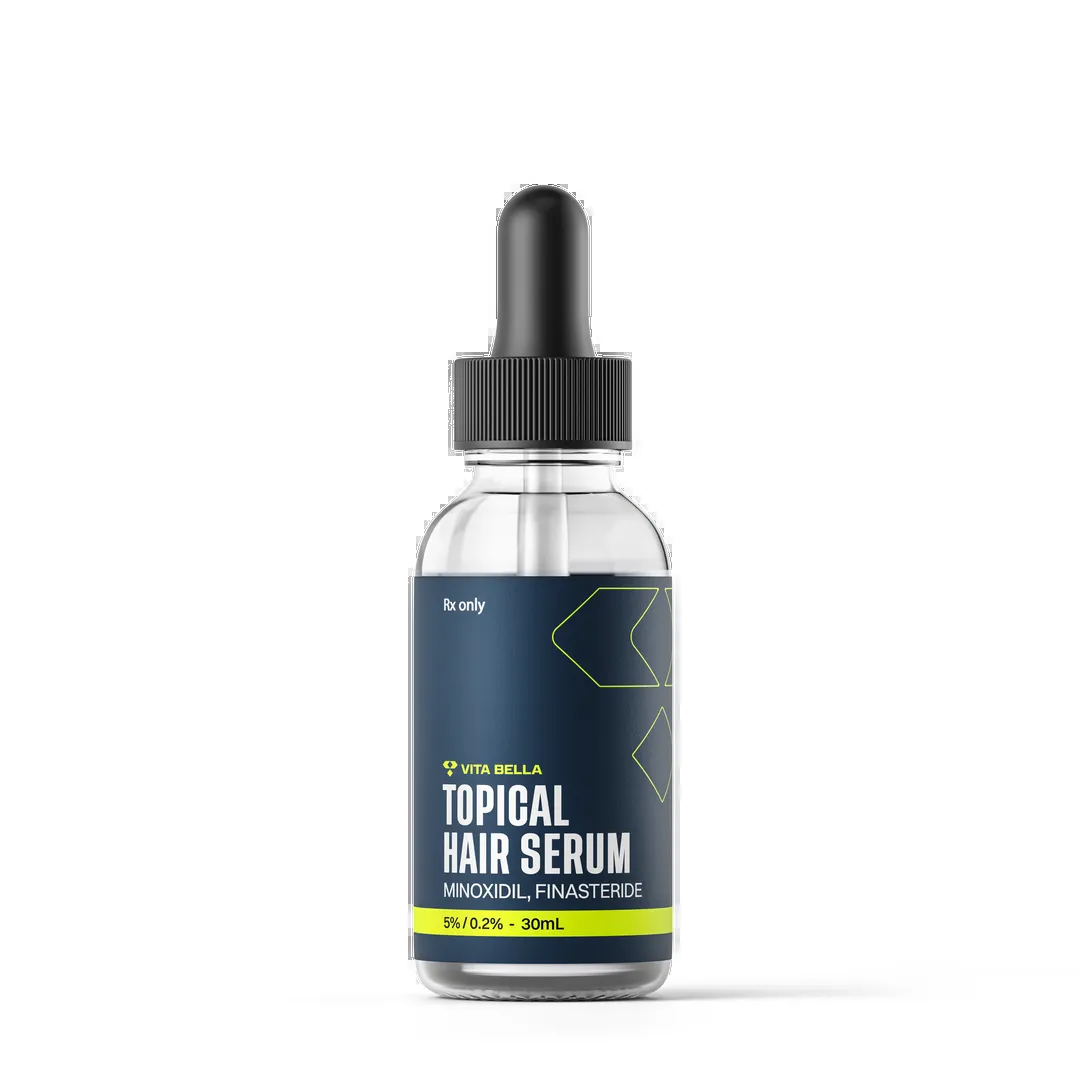 Rx only
VITA BELLA
TOPICAL
HAIR SERUM
MINOXIDIL, FINASTERIDE
5% / 0.2% - 30mL